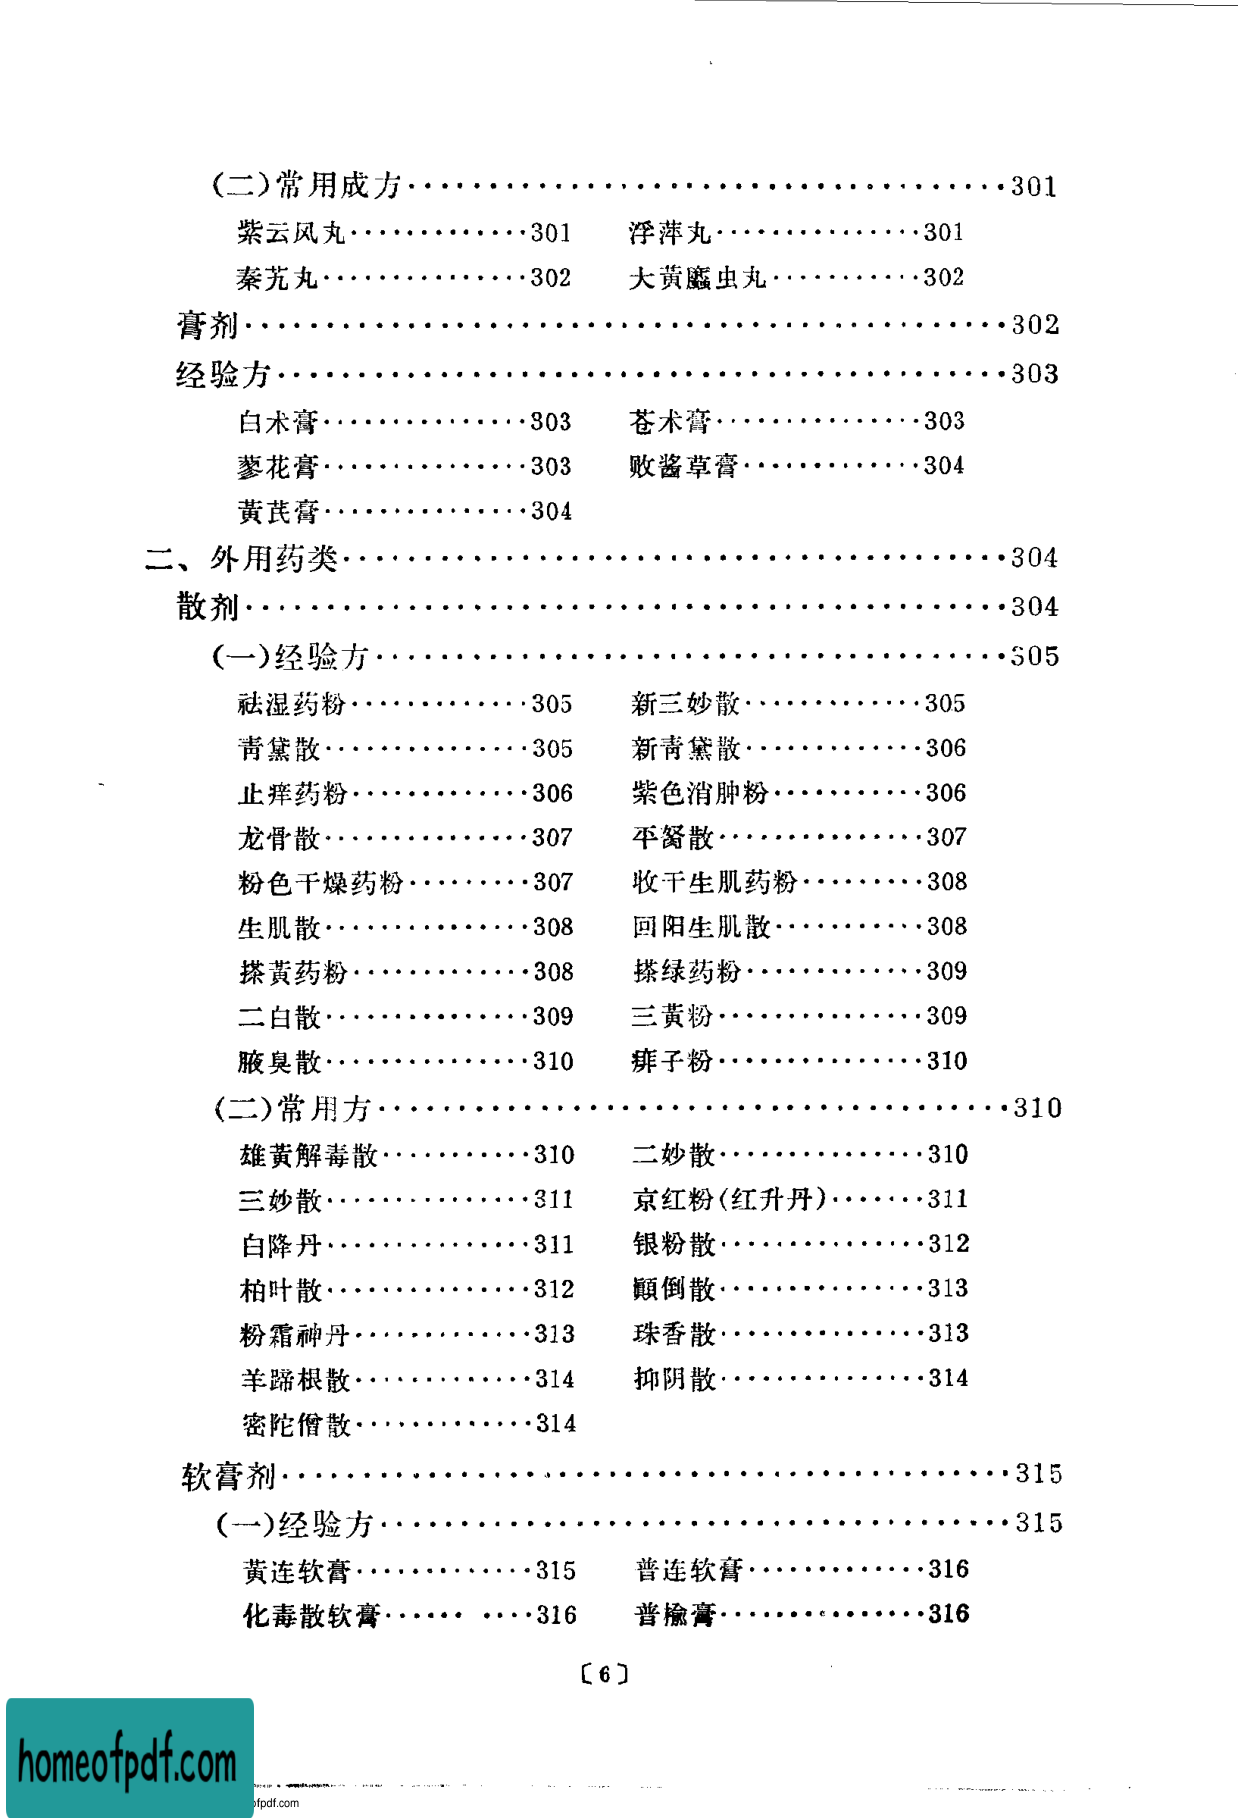 (二)常用成方······301
紫云风丸······301 浮萍丸······301
秦艽丸······302 大黄䗪虫丸······302
膏剂······302
经验方······303
白术膏······303 苍术膏······303
蓼花膏······303 败酱草膏······304
黄芪膏······304
二、外用药类······304
散剂······304
(一)经验方······305
祛湿药粉······305 新三妙散······305
青黛散······305 新青黛散······306
止痒药粉······306 紫色消肿粉······306
龙骨散······307 平胬散······307
粉色干燥药粉······307 收干生肌药粉······308
生肌散······308 回阳生肌散······308
搽黄药粉······308 搽绿药粉······309
二白散······309 三黄粉······309
腋臭散······310 痱子粉······310
(二)常用方······310
雄黄解毒散······310 二妙散······310
三妙散······311 京红粉(红升丹)······311
白降丹······311 银粉散······312
柏叶散······312 颠倒散······313
粉霜神丹······313 珠香散······313
羊蹄根散······314 抑阴散······314
密陀僧散······314
软膏剂······315
(一)经验方······315
黄连软膏······315 普连软膏······316
化毒散软膏······316 普榆膏······316
〔6〕
homeofpdf.com
ofpdf.com